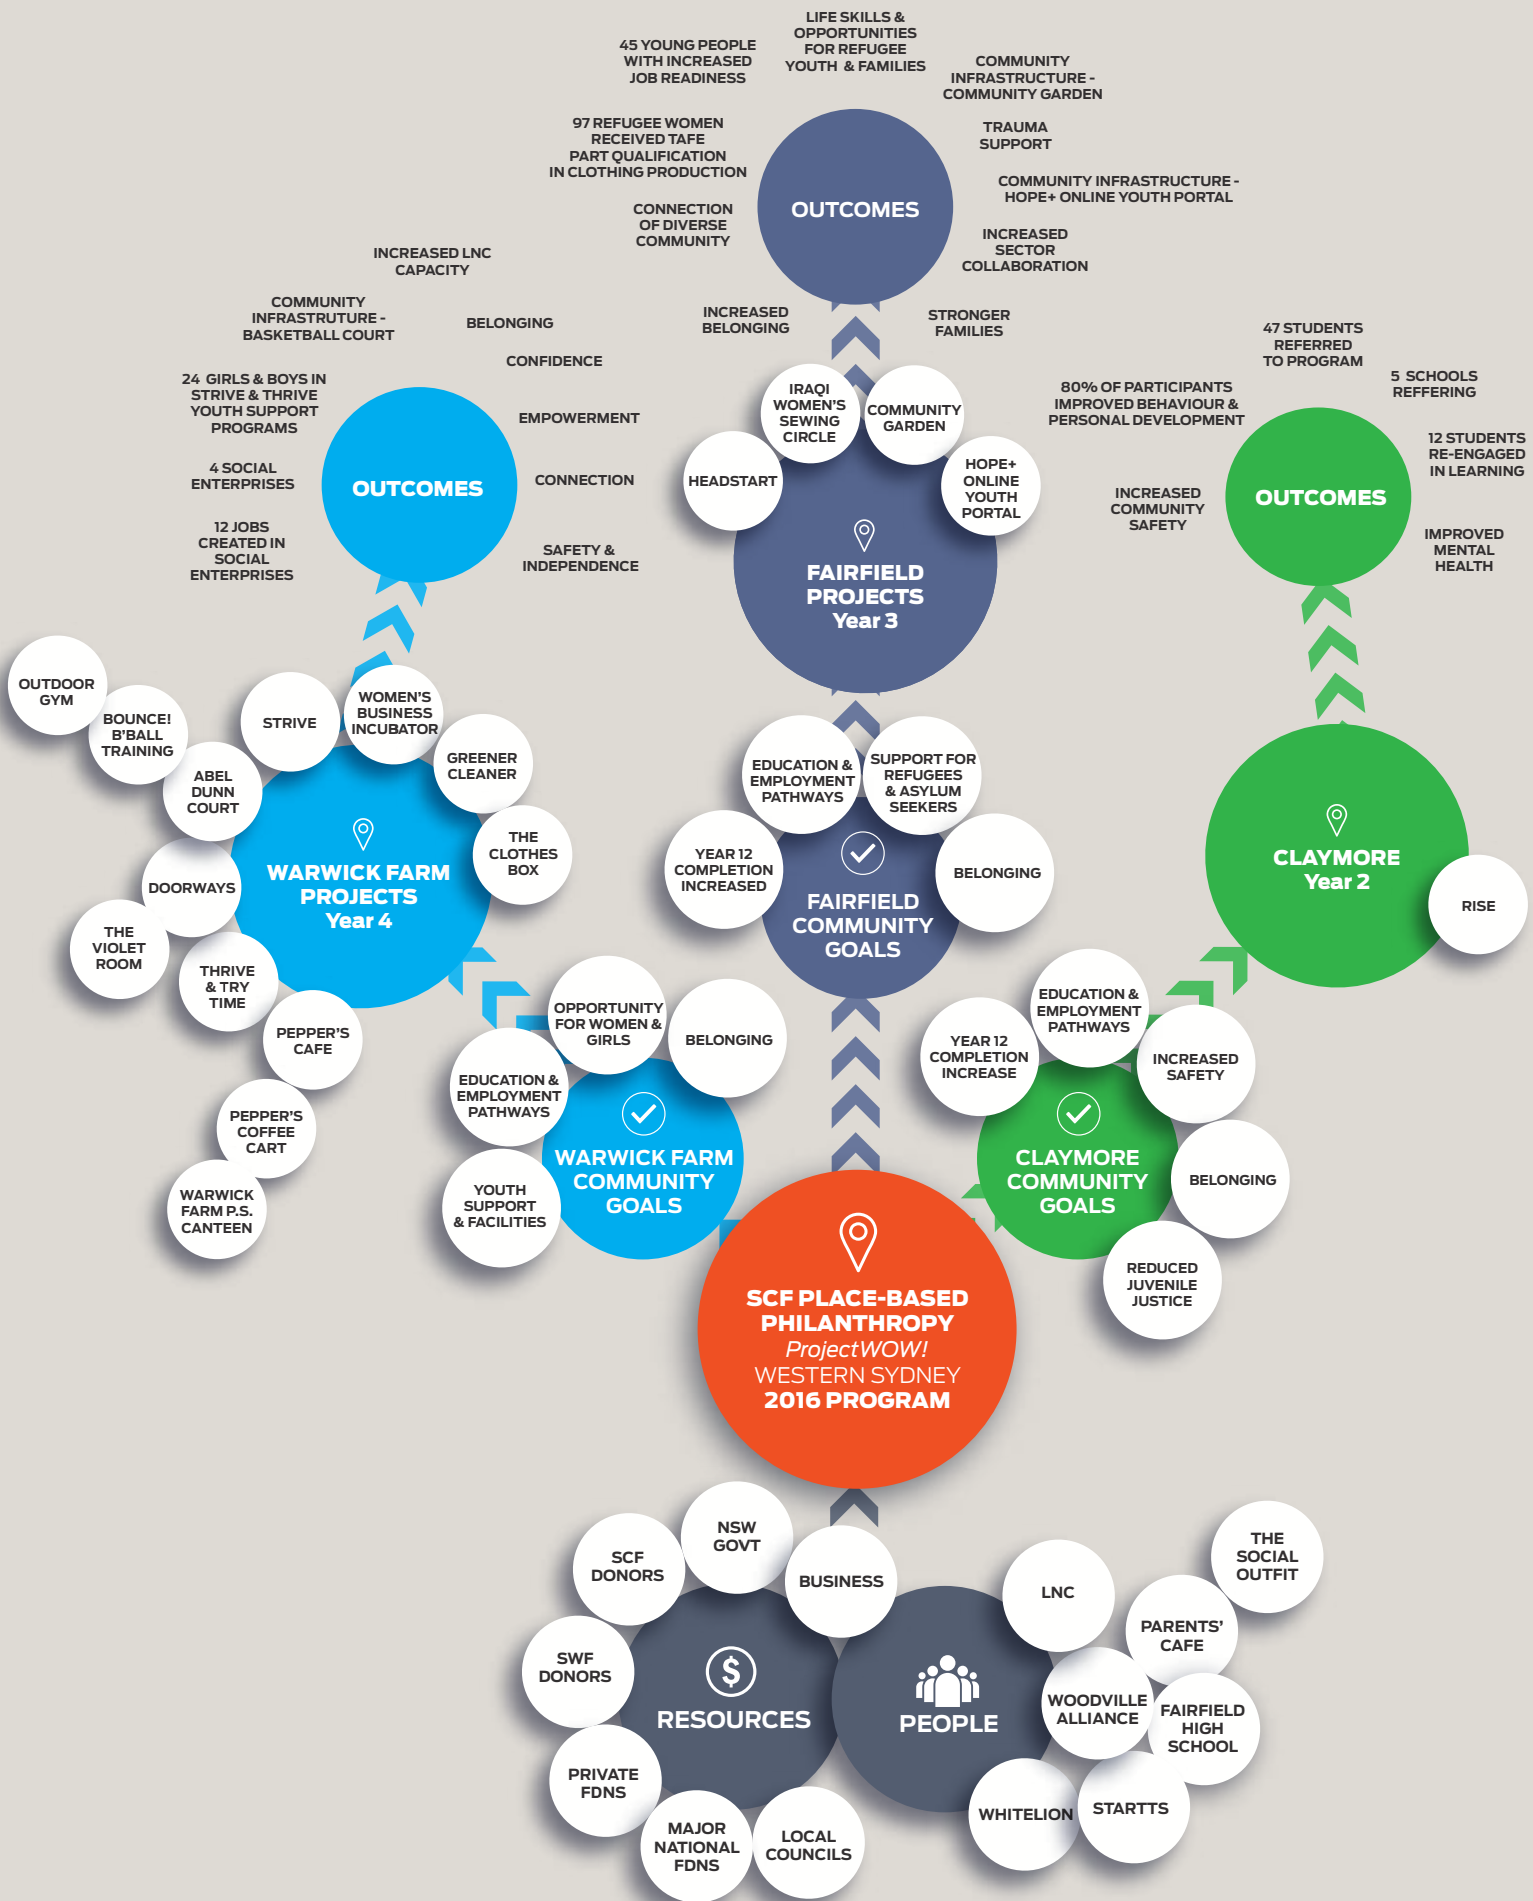 LIFE SKILLS &
OPPORTUNITIES
FOR REFUGEE
YOUTH & FAMILIES
45 YOUNG PEOPLE
WITH INCREASED
JOB READINESS
COMMUNITY
INFRASTRUCTURE -
COMMUNITY GARDEN
97 REFUGEE WOMEN
RECEIVED TAFE
PART QUALIFICATION
IN CLOTHING PRODUCTION
TRAUMA
SUPPORT
COMMUNITY INFRASTRUCTURE -
HOPE+ ONLINE YOUTH PORTAL
OUTCOMES
CONNECTION
OF DIVERSE
COMMUNITY
INCREASED
SECTOR
COLLABORATION
INCREASED
BELONGING
STRONGER
FAMILIES
INCREASED LNC
CAPACITY
COMMUNITY
INFRASTRUTURE -
BASKETBALL COURT
BELONGING
CONFIDENCE
24 GIRLS & BOYS IN
STRIVE & THRIVE
YOUTH SUPPORT
PROGRAMS
EMPOWERMENT
4 SOCIAL
ENTERPRISES
OUTCOMES
CONNECTION
12 JOBS
CREATED IN
SOCIAL
ENTERPRISES
SAFETY &
INDEPENDENCE
47 STUDENTS
REFERRED
TO PROGRAM
80% OF PARTICIPANTS
IMPROVED BEHAVIOUR &
PERSONAL DEVELOPMENT
5 SCHOOLS
REFFERING
12 STUDENTS
RE-ENGAGED
IN LEARNING
OUTCOMES
INCREASED
COMMUNITY
SAFETY
IMPROVED
MENTAL
HEALTH
HEADSTART
IRAQI
WOMEN'S
SEWING
CIRCLE
COMMUNITY
GARDEN
HOPE+
ONLINE
YOUTH
PORTAL
FAIRFIELD
PROJECTS
Year 3
OUTDOOR
GYM
BOUNCE!
B'BALL
TRAINING
ABEL
DUNN
COURT
STRIVE
WOMEN'S
BUSINESS
INCUBATOR
GREENER
CLEANER
THE
CLOTHES
BOX
DOORWAYS
THE
VIOLET
ROOM
THRIVE
& TRY
TIME
PEPPER'S
CAFE
PEPPER'S
COFFEE
CART
WARWICK
FARM P.S.
CANTEEN
WARWICK FARM
PROJECTS
Year 4
YEAR 12
COMPLETION
INCREASED
EDUCATION &
EMPLOYMENT
PATHWAYS
SUPPORT FOR
REFUGEES
& ASYLUM
SEEKERS
BELONGING
FAIRFIELD
COMMUNITY
GOALS
CLAYMORE
Year 2
RISE
OPPORTUNITY
FOR WOMEN &
GIRLS
BELONGING
EDUCATION &
EMPLOYMENT
PATHWAYS
YOUTH
SUPPORT
& FACILITIES
WARWICK FARM
COMMUNITY
GOALS
YEAR 12
COMPLETION
INCREASE
EDUCATION &
EMPLOYMENT
PATHWAYS
INCREASED
SAFETY
BELONGING
REDUCED
JUVENILE
JUSTICE
CLAYMORE
COMMUNITY
GOALS
SCF PLACE-BASED
PHILANTHROPY
ProjectWOW!
WESTERN SYDNEY
2016 PROGRAM
NSW
GOVT
SCF
DONORS
BUSINESS
SWF
DONORS
PRIVATE
FDNS
MAJOR
NATIONAL
FDNS
LOCAL
COUNCILS
$
RESOURCES
PEOPLE
LNC
THE
SOCIAL
OUTFIT
PARENTS'
CAFE
WOODVILLE
ALLIANCE
FAIRFIELD
HIGH
SCHOOL
WHITELION
STARTTS